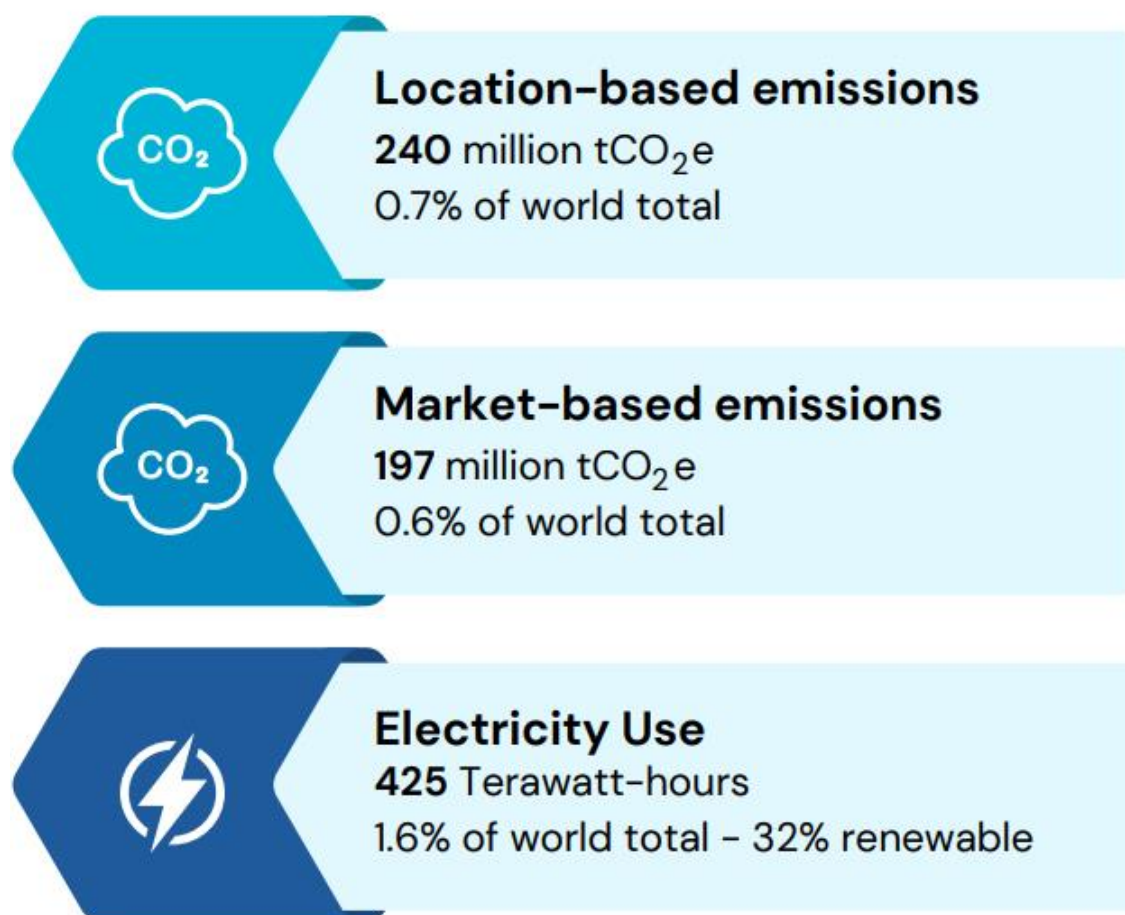 CO₂
Location-based emissions
240 million tCO₂e
0.7% of world total
CO₂
Market-based emissions
197 million tCO₂e
0.6% of world total
Electricity Use
425 Terawatt-hours
1.6% of world total - 32% renewable